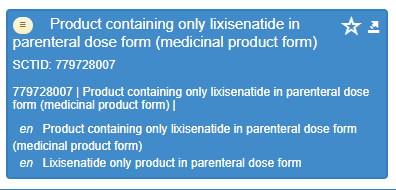 Product containing only lixisenatide in
parenteral dose form (medicinal product form)
SCTID: 779728007
779728007 | Product containing only lixisenatide in parenteral dose
form (medicinal product form) |
en Product containing only lixisenatide in parenteral dose form
(medicinal product form)
en Lixisenatide only product in parenteral dose form